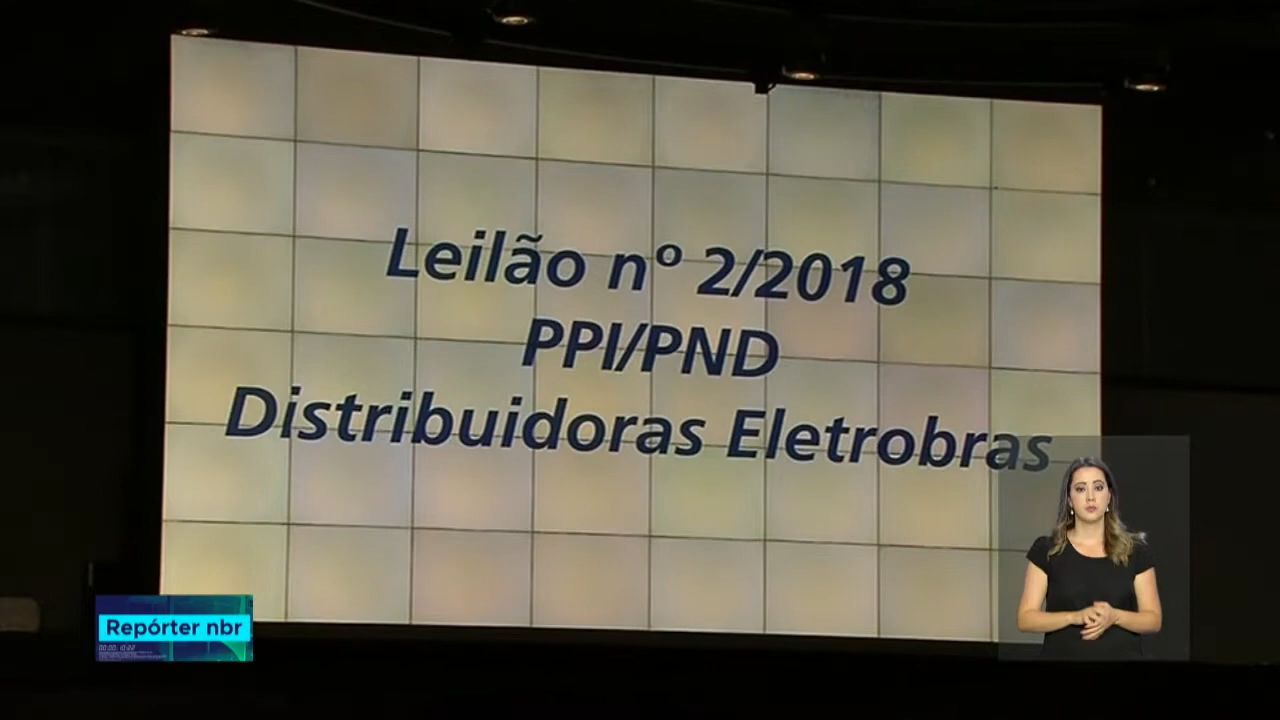 Leilão nº 2/2018
PPI/PND
Distribuidoras Eletrobras
Repórter nbr